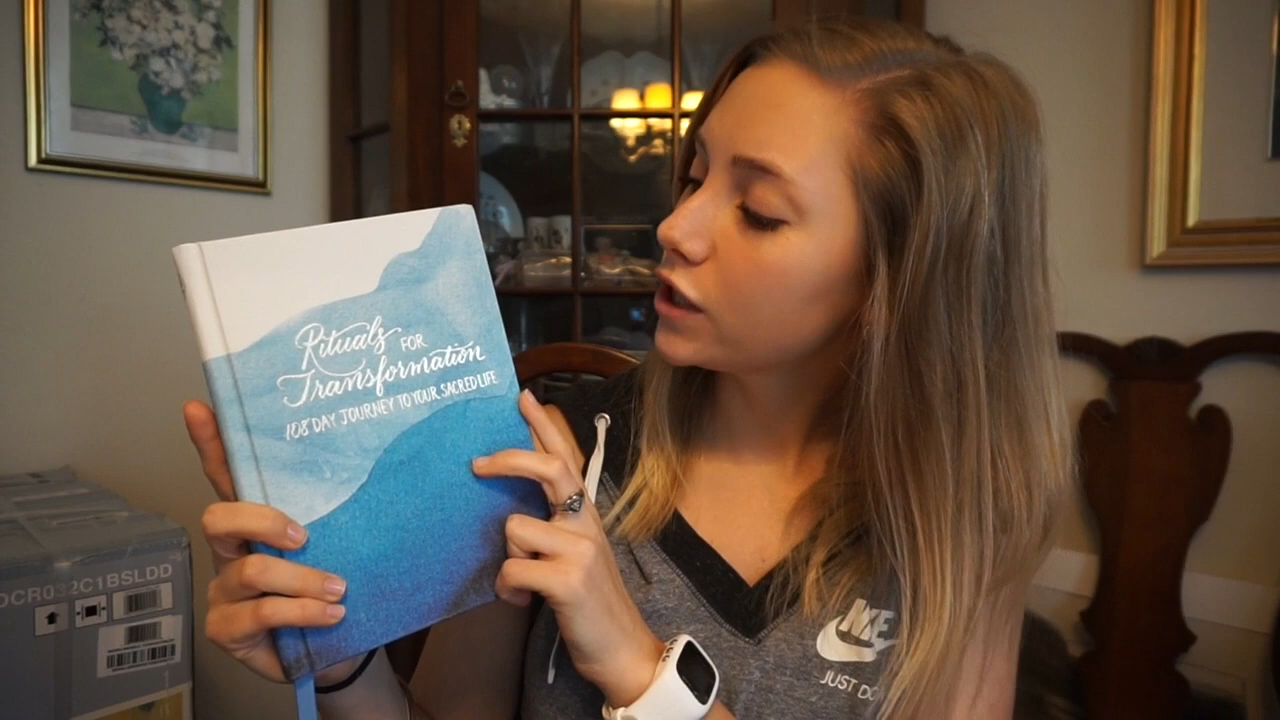 Rituals FOR
Transformation
108 DAY JOURNEY TO YOUR SACRED LIFE
DCR032C1BSLDD
JUST DO